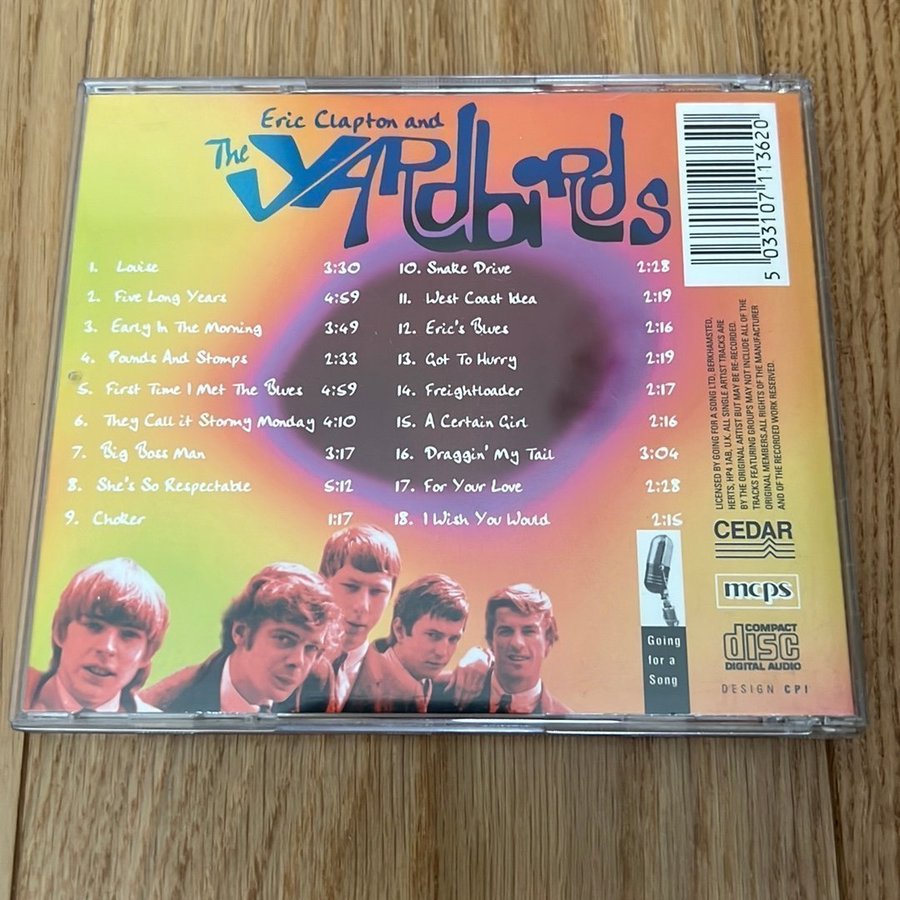 Eric Clapton and
The YARdbirds
1. Louise 3:30
2. Five Long Years 4:59
3. Early In The Morning 3:49
4. Pounds And Stomps 2:33
5. First Time I Met The Blues 4:59
6. They Call it Stormy Monday 4:10
7. Big Boss Man 3:17
8. She's So Respectable 5:12
9. Choker 1:17
10. Snake Drive 2:28
11. West Coast Idea 2:19
12. Eric's Blues 2:16
13. Got To Hurry 2:19
14. Freightloader 2:17
15. A Certain Girl 2:16
16. Draggin' My Tail 3:04
17. For Your Love 2:28
18. I Wish You Would 2:15
5 033107 113620
LICENSED BY GOING FOR A SONG LTD, BERKHAMSTED,
HERTS, HP4 1AB, U.K. ALL SINGLE ARTIST TRACKS ARE
BY THE ORIGINAL ARTIST BUT MAY BE RE-RECORDED.
TRACKS FEATURING GROUPS MAY NOT INCLUDE ALL OF THE
ORIGINAL MEMBERS. ALL RIGHTS OF THE MANUFACTURER
AND OF THE RECORDED WORK RESERVED.
CEDAR
mcps
COMPACT
disc
DIGITAL AUDIO
DESIGN CPI
Going
for a
Song